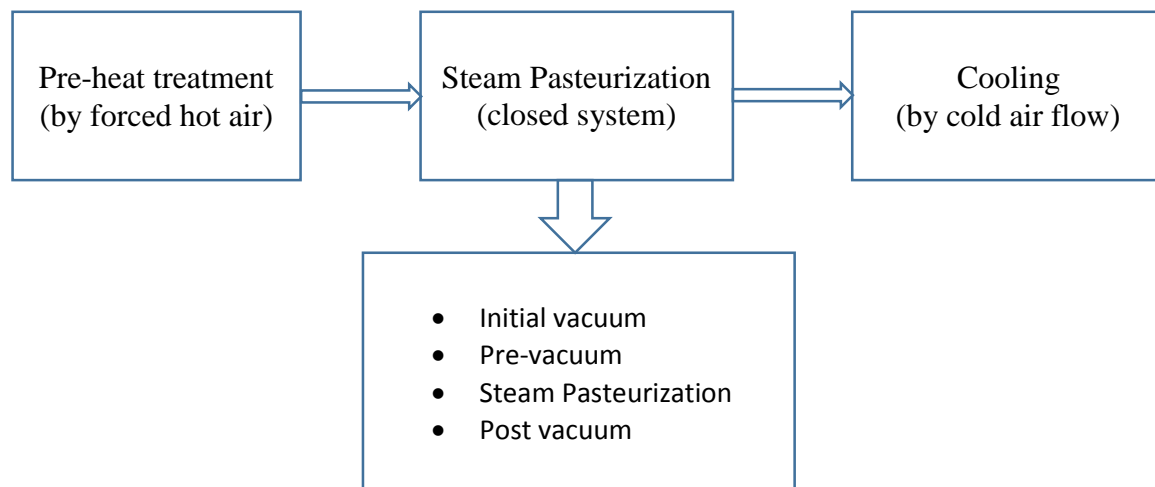 Pre-heat treatment
(by forced hot air)
Steam Pasteurization
(closed system)
Cooling
(by cold air flow)
• Initial vacuum
• Pre-vacuum
• Steam Pasteurization
• Post vacuum